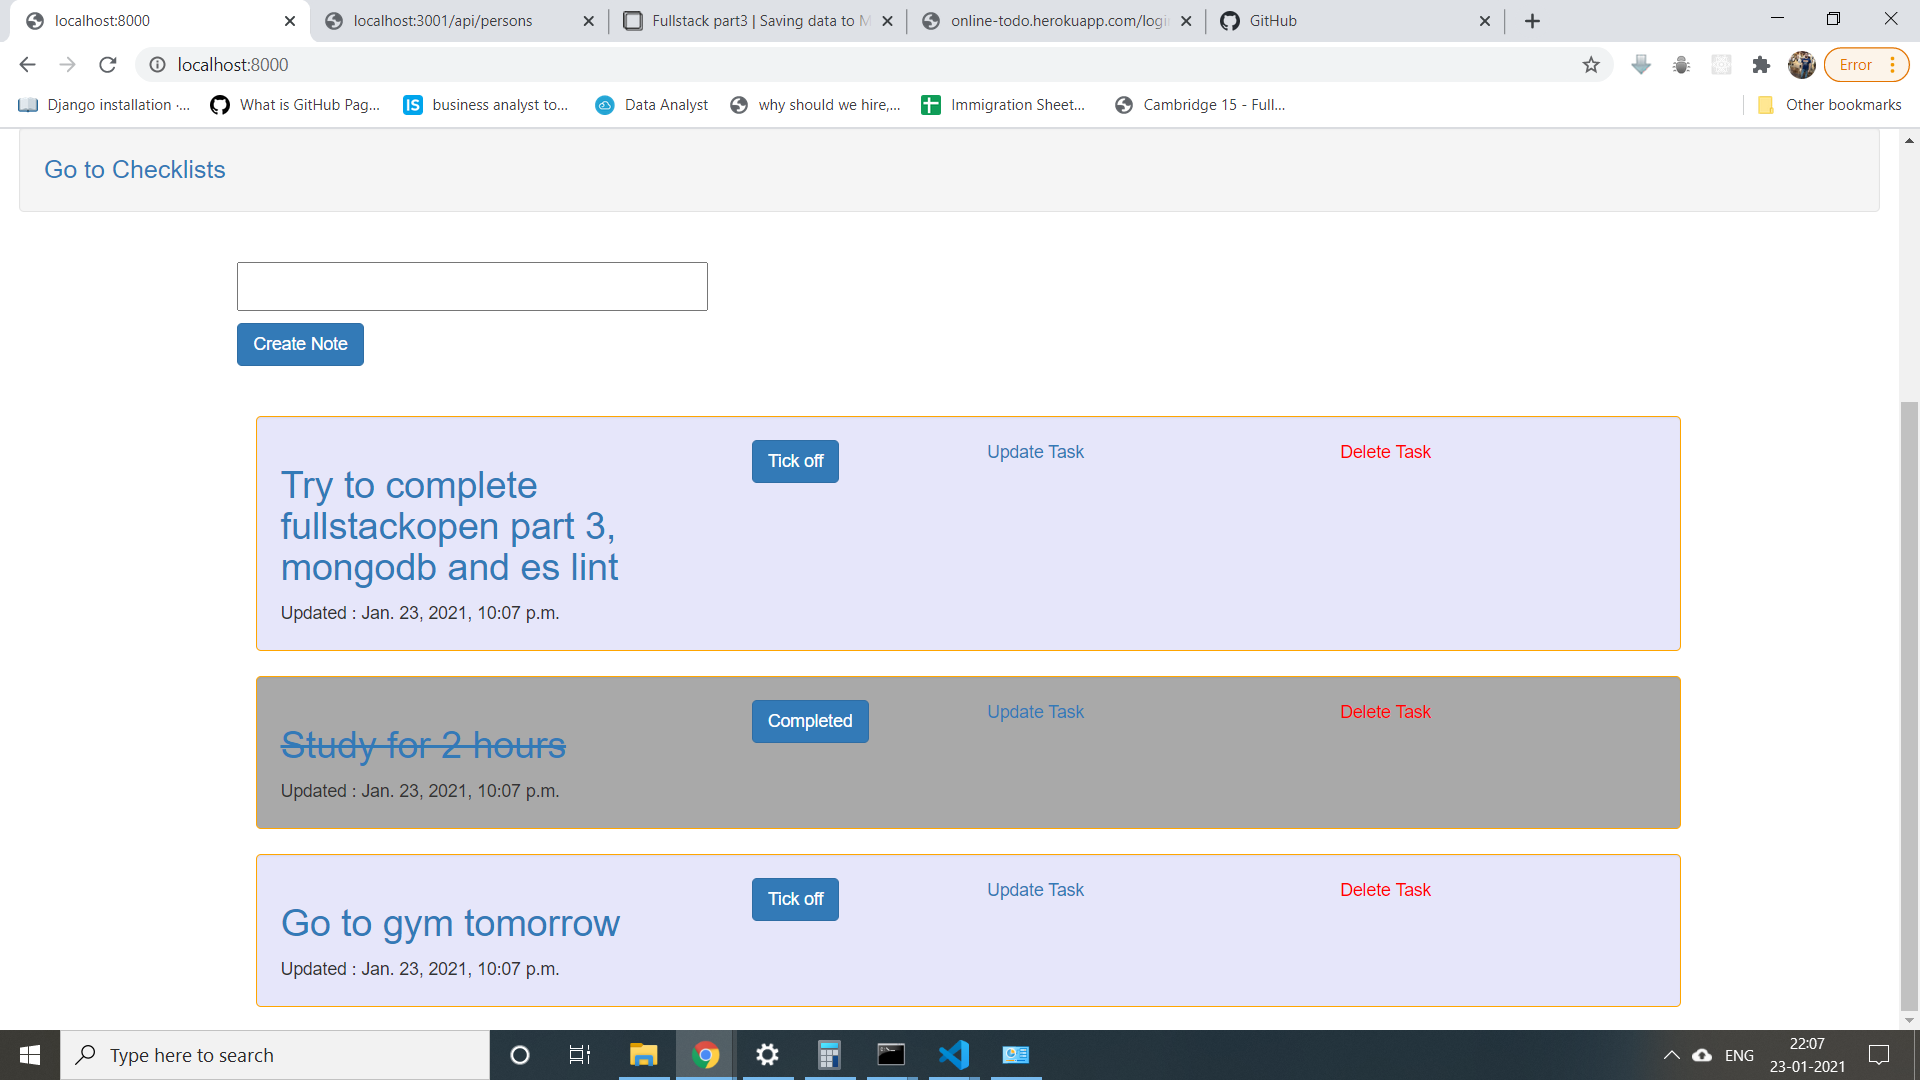 localhost:8000
localhost:3001/api/persons
Fullstack part3 | Saving data to M
online-todo.herokuapp.com/logi
GitHub
localhost:8000
Error
Django installation ·...
What is GitHub Pag...
IS
business analyst to...
Data Analyst
why should we hire,...
Immigration Sheet...
Cambridge 15 - Full...
Other bookmarks
Go to Checklists
Create Note
Try to complete
fullstackopen part 3,
mongodb and es lint
Updated : Jan. 23, 2021, 10:07 p.m.
Tick off
Update Task
Delete Task
Study for 2 hours
Updated : Jan. 23, 2021, 10:07 p.m.
Completed
Update Task
Delete Task
Go to gym tomorrow
Updated : Jan. 23, 2021, 10:07 p.m.
Tick off
Update Task
Delete Task
Type here to search
ENG
22:07
23-01-2021